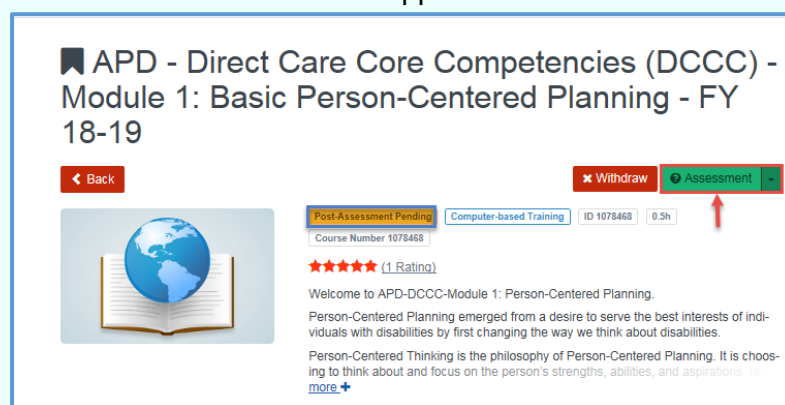 APD - Direct Care Core Competencies (DCCC) -
Module 1: Basic Person-Centered Planning - FY
18-19
Back
Withdraw
Assessment
Post-Assessment Pending
Computer-based Training
ID 1078468
0.5h
Course Number 1078468
(1 Rating)
Welcome to APD-DCCC-Module 1: Person-Centered Planning.
Person-Centered Planning emerged from a desire to serve the best interests of indi-
viduals with disabilities by first changing the way we think about disabilities.
Person-Centered Thinking is the philosophy of Person-Centered Planning. It is choos-
ing to think about and focus on the person's strengths, abilities, and aspirations,
more